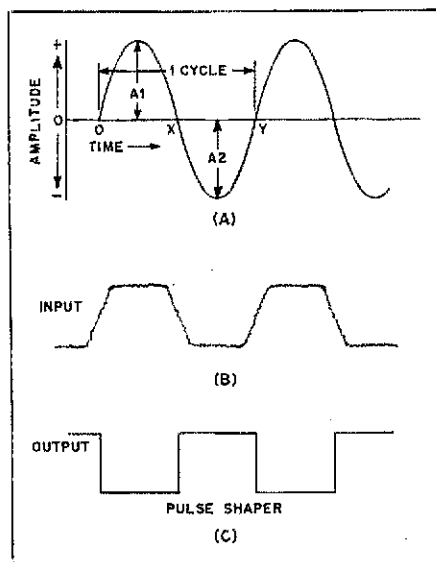 +
A1
1 CYCLE
AMPLITUDE
0
O
X
Y
TIME
A2
-
(A)
INPUT
(B)
OUTPUT
PULSE SHAPER
(C)